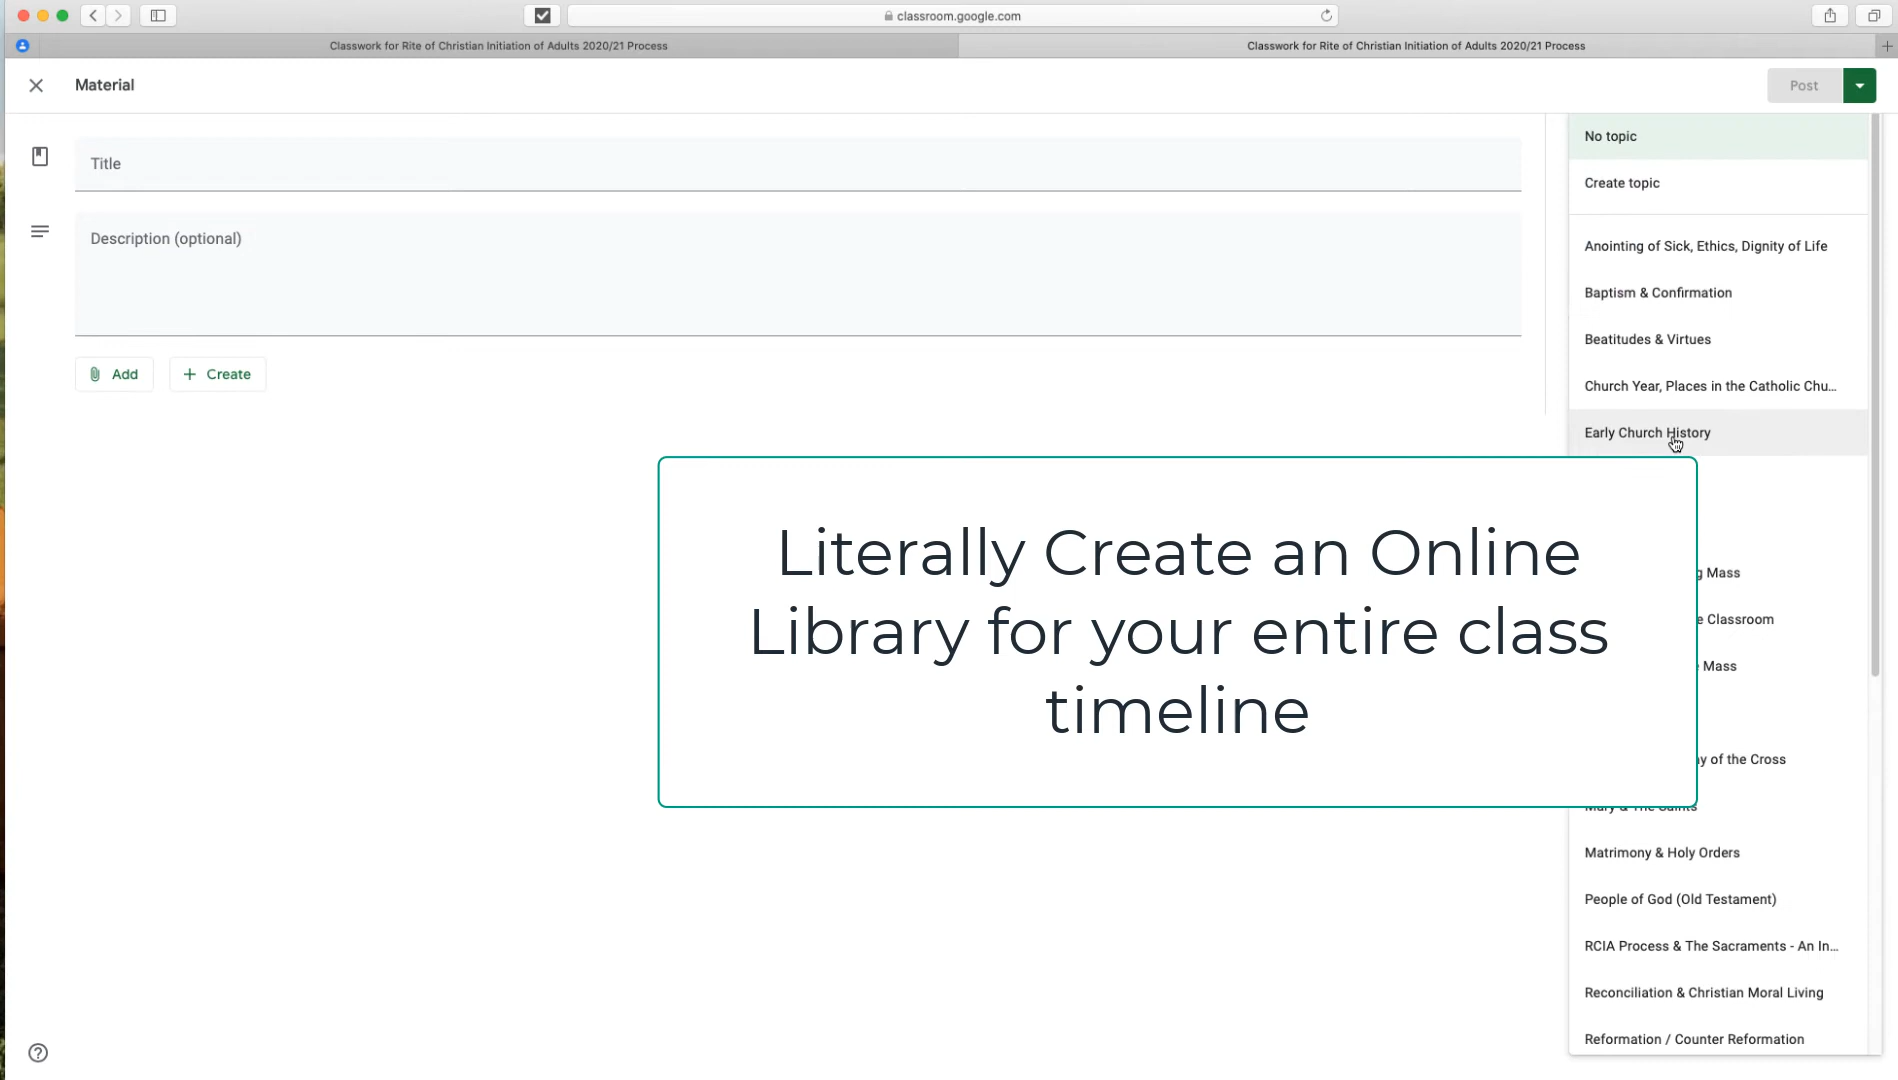 classroom.google.com
Classwork for Rite of Christian Initiation of Adults 2020/21 Process
Classwork for Rite of Christian Initiation of Adults 2020/21 Process
Material
Post
Title
Description (optional)
Add
Create
No topic
Create topic
Anointing of Sick, Ethics, Dignity of Life
Baptism & Confirmation
Beatitudes & Virtues
Church Year, Places in the Catholic Chu...
Early Church History
Literally Create an Online
Library for your entire class
timeline
g Mass
e Classroom
Mass
of the Cross
Mary & The Saints
Matrimony & Holy Orders
People of God (Old Testament)
RCIA Process & The Sacraments - An In...
Reconciliation & Christian Moral Living
Reformation / Counter Reformation